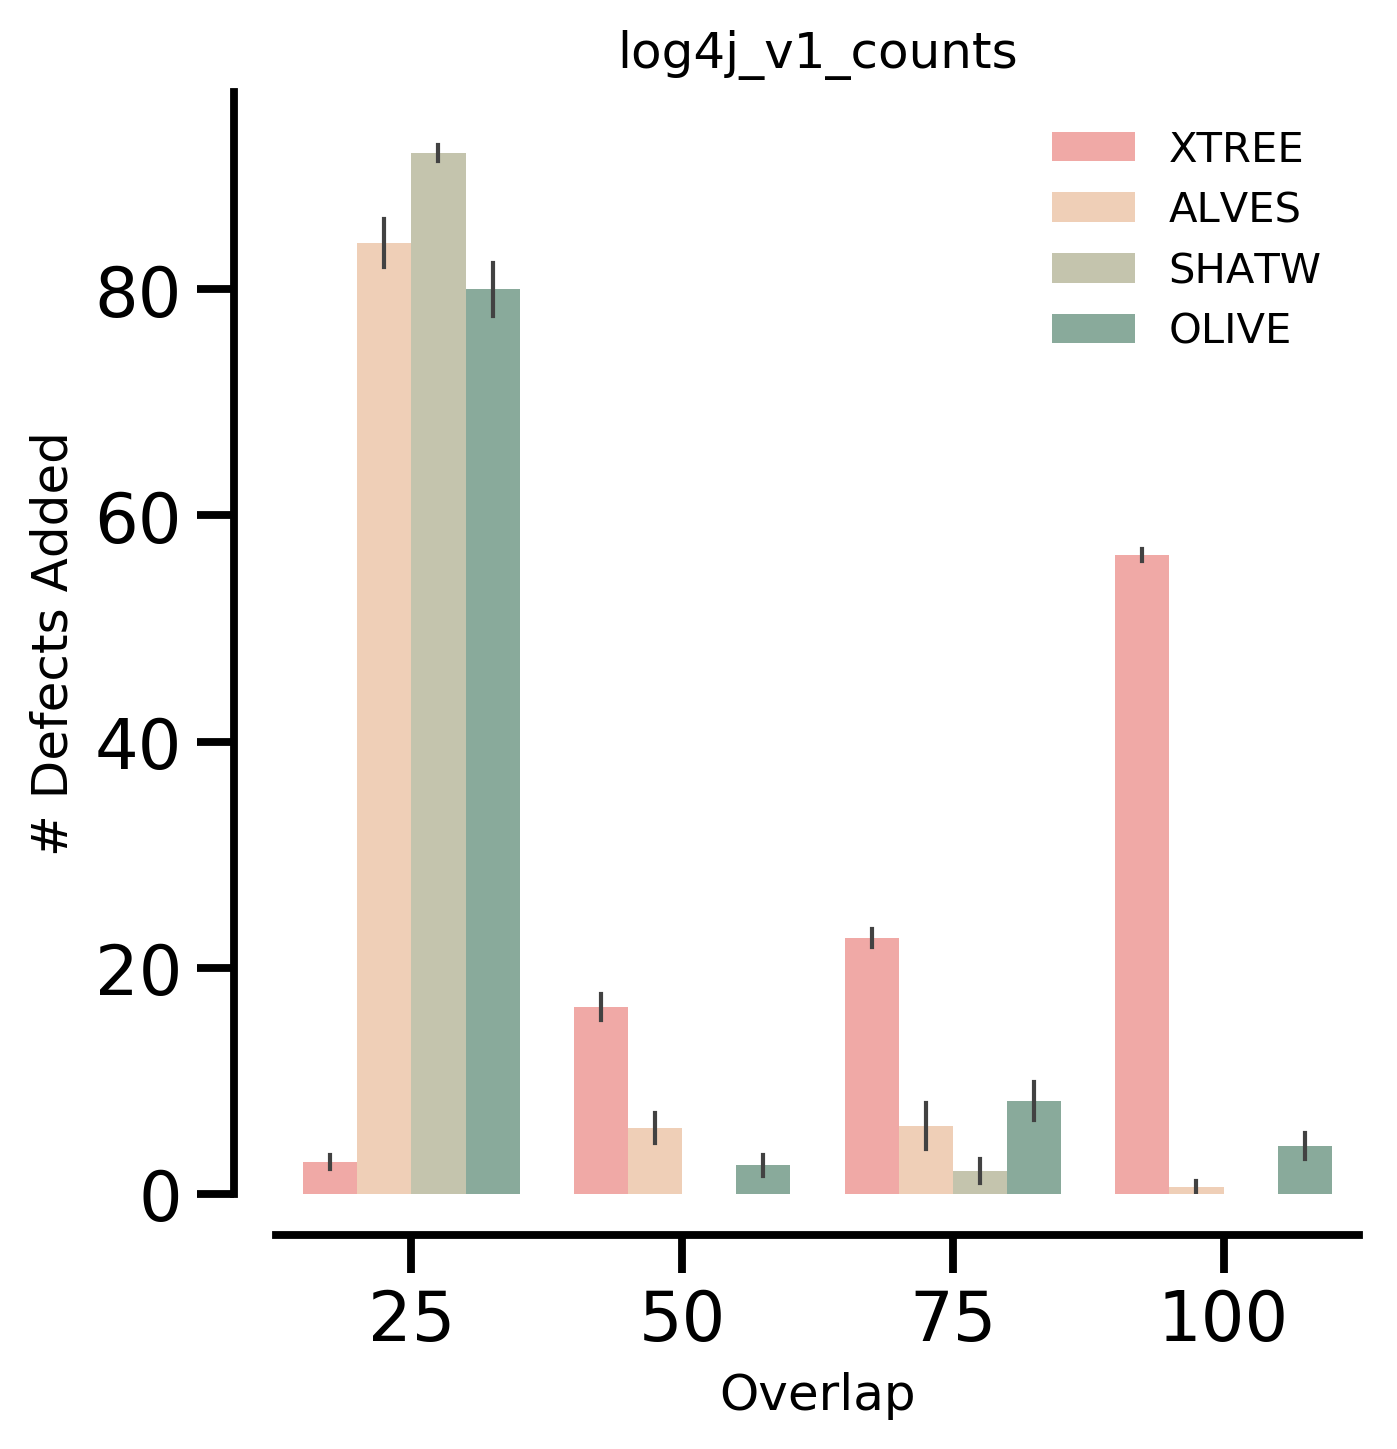 log4j_v1_counts
XTREE
ALVES
SHATW
OLIVE
# Defects Added
80
60
40
20
0
25 50 75 100
Overlap